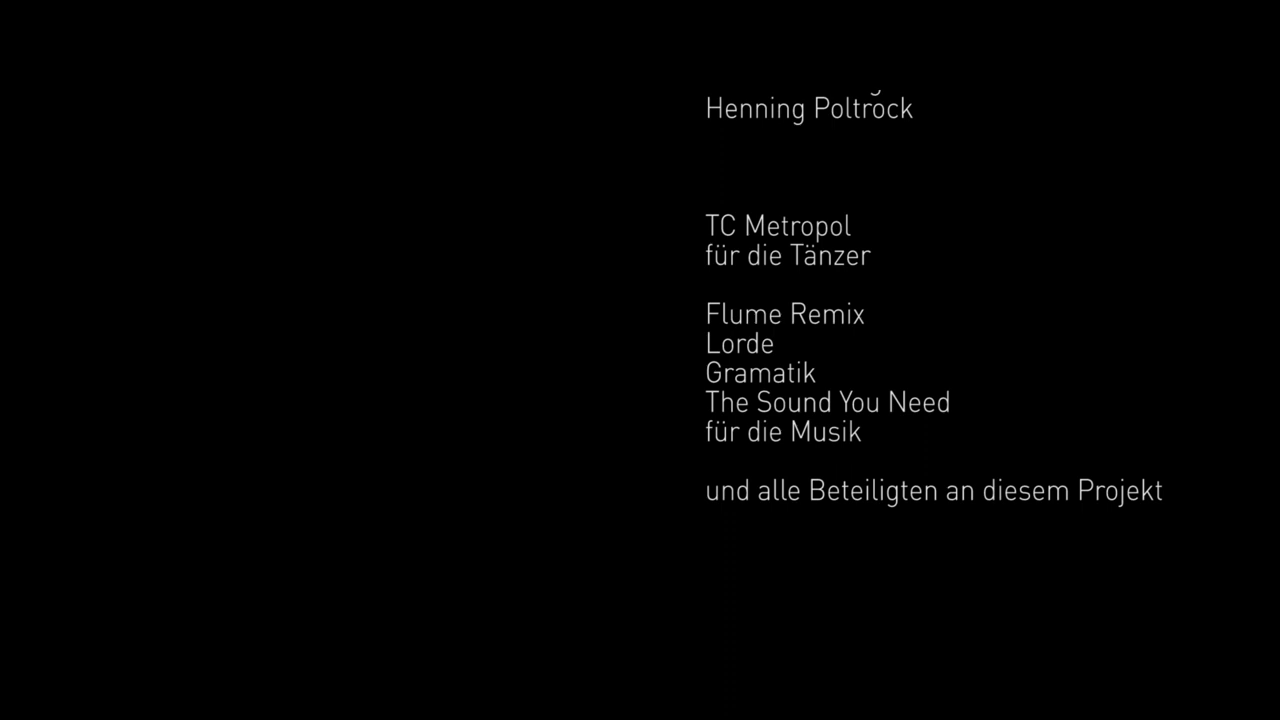 Henning Poltrock
TC Metropol
für die Tänzer
Flume Remix
Lorde
Gramatik
The Sound You Need
für die Musik
und alle Beteiligten an diesem Projekt